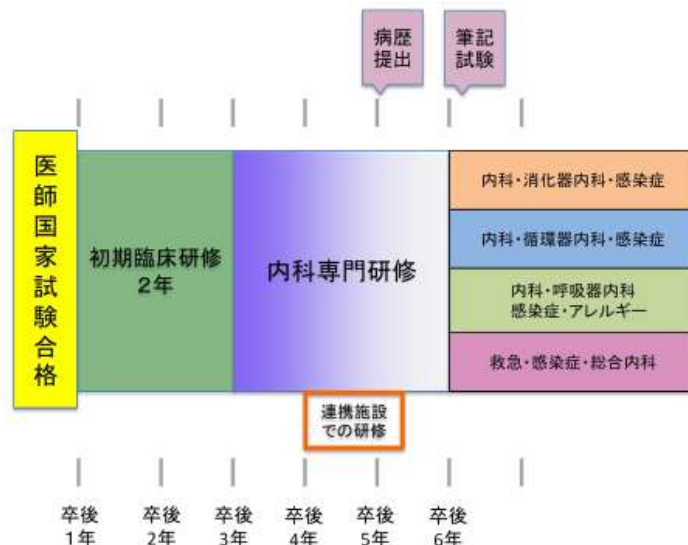 病歴
提出
筆記
試験
医師国家試験合格
初期臨床研修
2年
内科専門研修
内科・消化器内科・感染症
内科・循環器内科・感染症
内科・呼吸器内科
感染症・アレルギー
救急・感染症・総合内科
連携施設
での研修
卒後
1年
卒後
2年
卒後
3年
卒後
4年
卒後
5年
卒後
6年